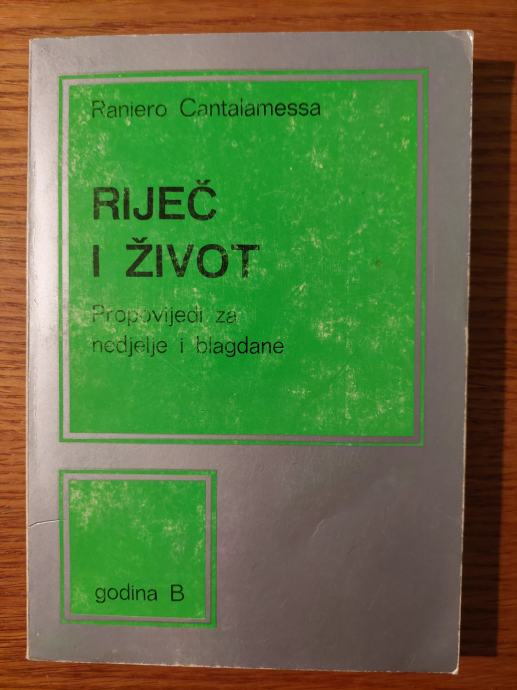 Raniero Cantalamessa
RIJEČ
I ŽIVOT
Propovijedi za
nedjelje i blagdane
godina B